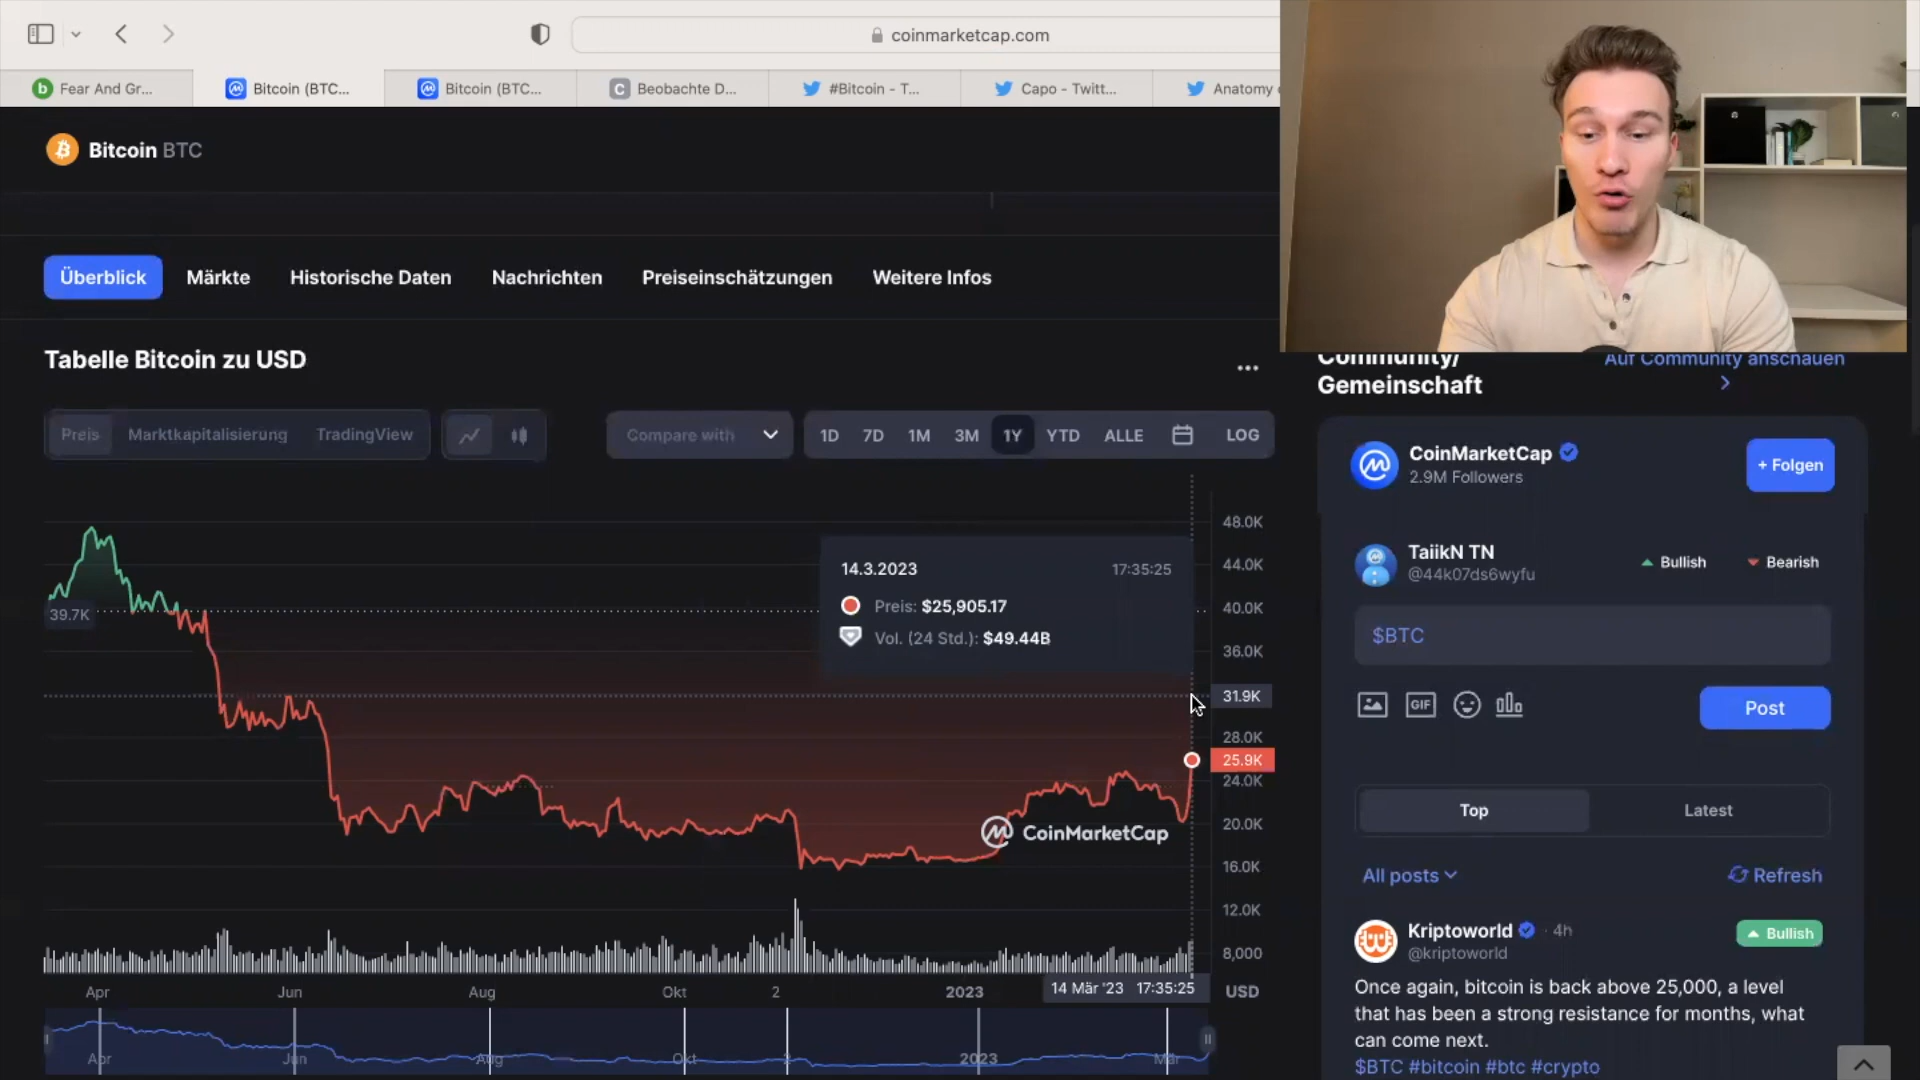 coinmarketcap.com
Fear And Gr...
Bitcoin (BTC...
Bitcoin (BTC...
Beobachte D...
#Bitcoin - T...
Capo - Twitt...
Anatomy
Bitcoin BTC
Überblick
Märkte
Historische Daten
Nachrichten
Preiseinschätzungen
Weitere Infos
Tabelle Bitcoin zu USD
Preis
Marktkapitalisierung
TradingView
Compare with
1D
7D
1M
3M
1Y
YTD
ALLE
LOG
48.0K
44.0K
40.0K
36.0K
31.9K
28.0K
25.9K
24.0K
20.0K
16.0K
12.0K
8,000
39.7K
14.3.2023 17:35:25
Preis: $25,905.17
Vol. (24 Std.): $49.44B
CoinMarketCap
Apr
Jun
Aug
Okt
2
2023
14 Mär '23 17:35:25
USD
Apr
Jun
Aug
Okt
2
2023
Mär
Community/
Gemeinschaft
Auf Community anschauen
CoinMarketCap
2.9M Followers
+ Folgen
TaiikN TN
@44k07ds6wyfu
Bullish
Bearish
$BTC
GIF
Post
Top
Latest
All posts
Refresh
Kriptoworld · 4h
@kriptoworld
Bullish
Once again, bitcoin is back above 25,000, a level
that has been a strong resistance for months, what
can come next.
$BTC #bitcoin #btc #crypto